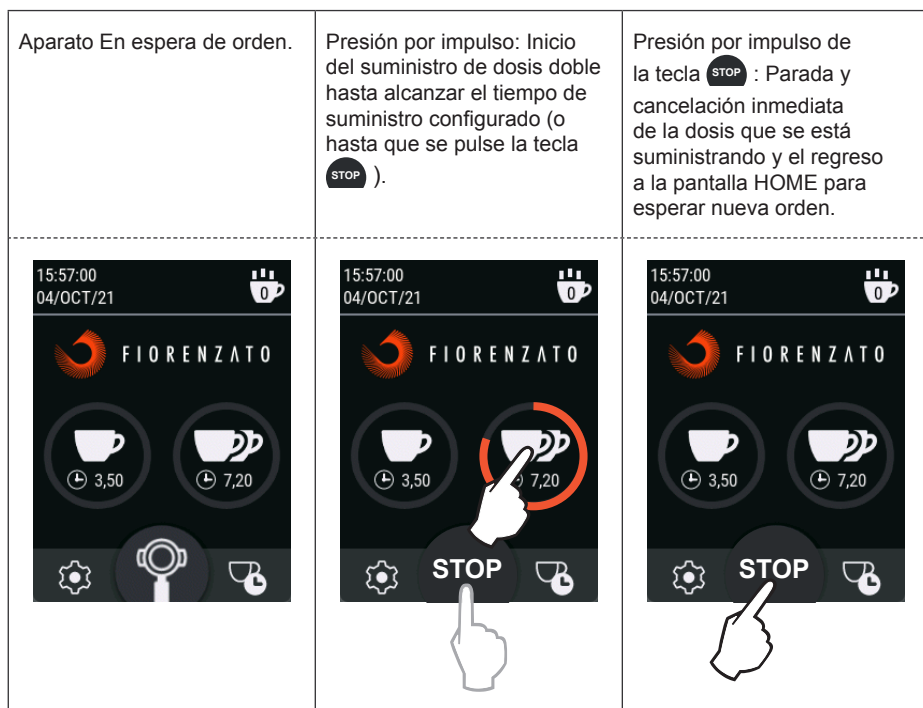 Aparato En espera de orden.
Presión por impulso: Inicio
del suministro de dosis doble
hasta alcanzar el tiempo de
suministro configurado (o
hasta que se pulse la tecla
STOP ).
Presión por impulso de
la tecla STOP : Parada y
cancelación inmediata
de la dosis que se está
suministrando y el regreso
a la pantalla HOME para
esperar nueva orden.
15:57:00
04/OCT/21
0
FIORENZATO
3,50
7,20
15:57:00
04/OCT/21
0
FIORENZATO
3,50
7,20
STOP
15:57:00
04/OCT/21
0
FIORENZATO
3,50
7,20
STOP